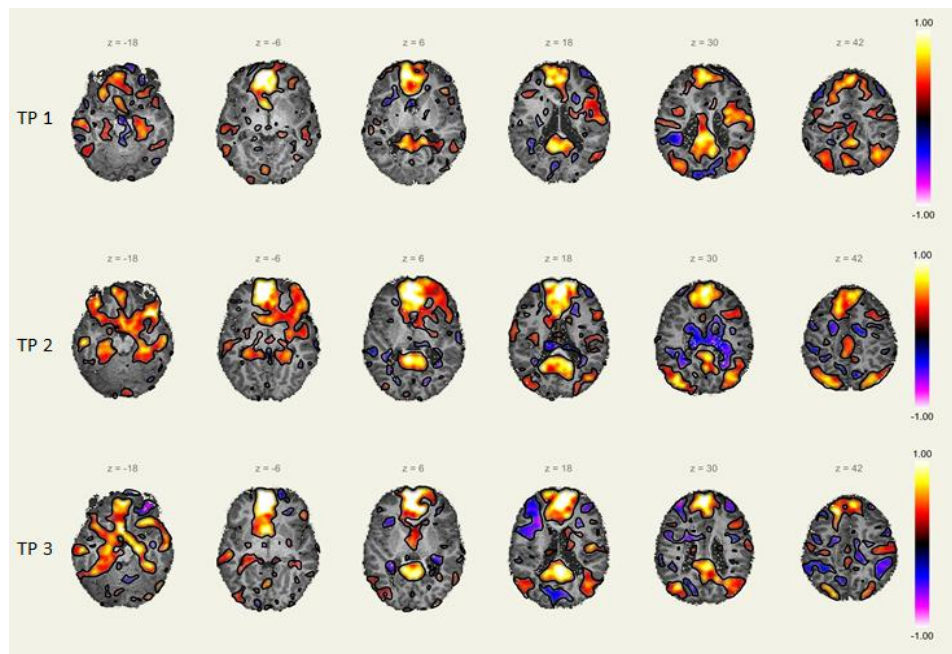 1.00
z = -18 z = -6 z = 6 z = 18 z = 30 z = 42
TP 1
-1.00
1.00
z = -18 z = -6 z = 6 z = 18 z = 30 z = 42
TP 2
-1.00
1.00
z = -18 z = -6 z = 6 z = 18 z = 30 z = 42
TP 3
-1.00